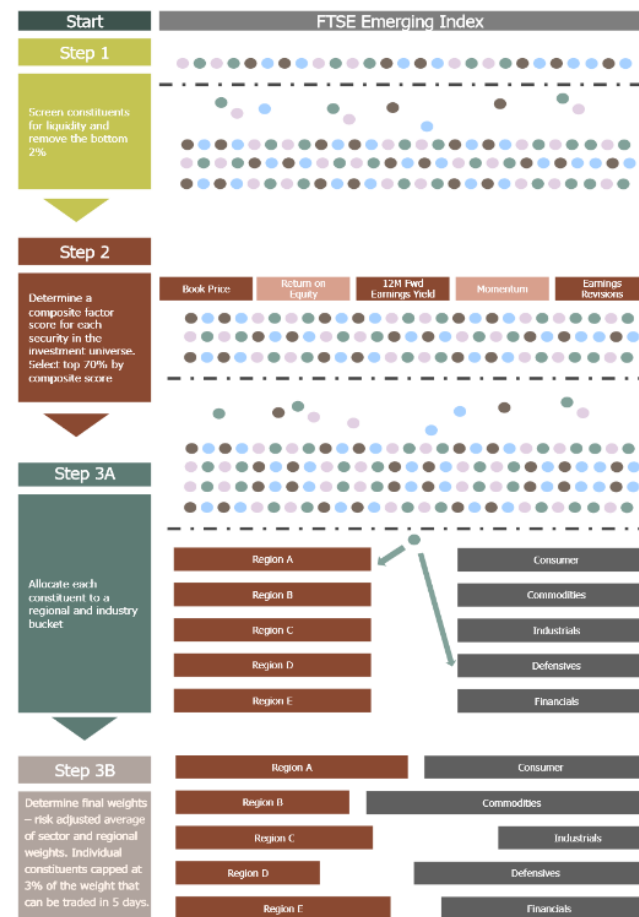 Start
FTSE Emerging Index
Step 1
Screen constituents
for liquidity and
remove the bottom
2%
Step 2
Determine a
composite factor
score for each
security in the
investment universe.
Select top 70% by
composite score
Book Price
Return on
Equity
12M Fwd
Earnings Yield
Momentum
Earnings
Revisions
Step 3A
Allocate each
constituent to a
regional and industry
bucket
Region A
Consumer
Region B
Commodities
Region C
Industrials
Region D
Defensives
Region E
Financials
Step 3B
Determine final weights
– risk adjusted average
of sector and regional
weights. Individual
constituents capped at
3% of the weight that
can be traded in 5 days.
Region A
Consumer
Region B
Commodities
Region C
Industrials
Region D
Defensives
Region E
Financials